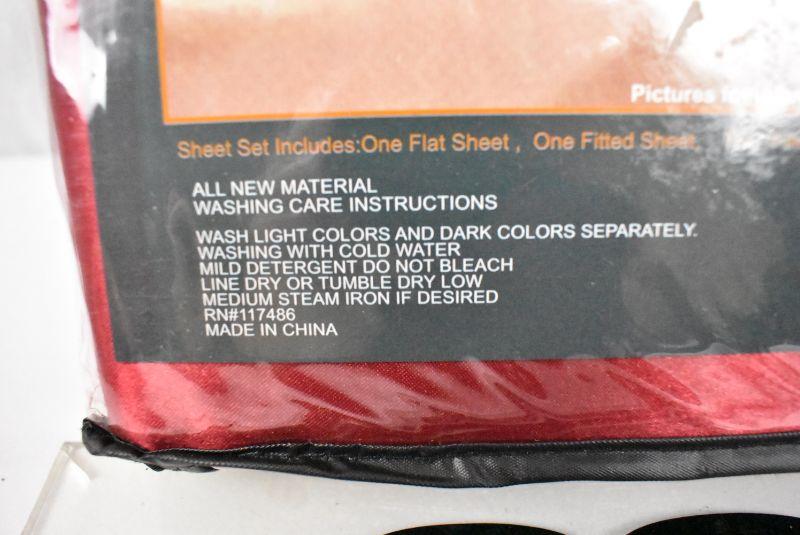 Pictures
Sheet Set Includes:One Flat Sheet , One Fitted Sheet,
ALL NEW MATERIAL
WASHING CARE INSTRUCTIONS
WASH LIGHT COLORS AND DARK COLORS SEPARATELY.
WASHING WITH COLD WATER
MILD DETERGENT DO NOT BLEACH
LINE DRY OR TUMBLE DRY LOW
MEDIUM STEAM IRON IF DESIRED
RN#117486
MADE IN CHINA